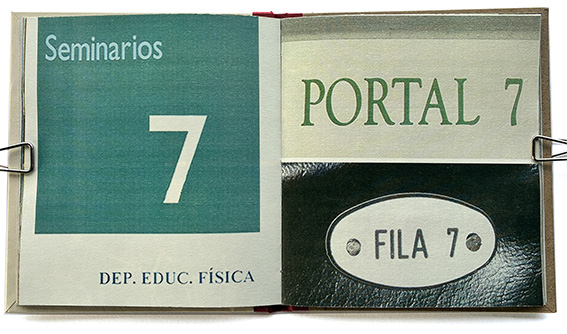 Seminarios
7
DEP. EDUC. FÍSICA
PORTAL 7
FILA 7